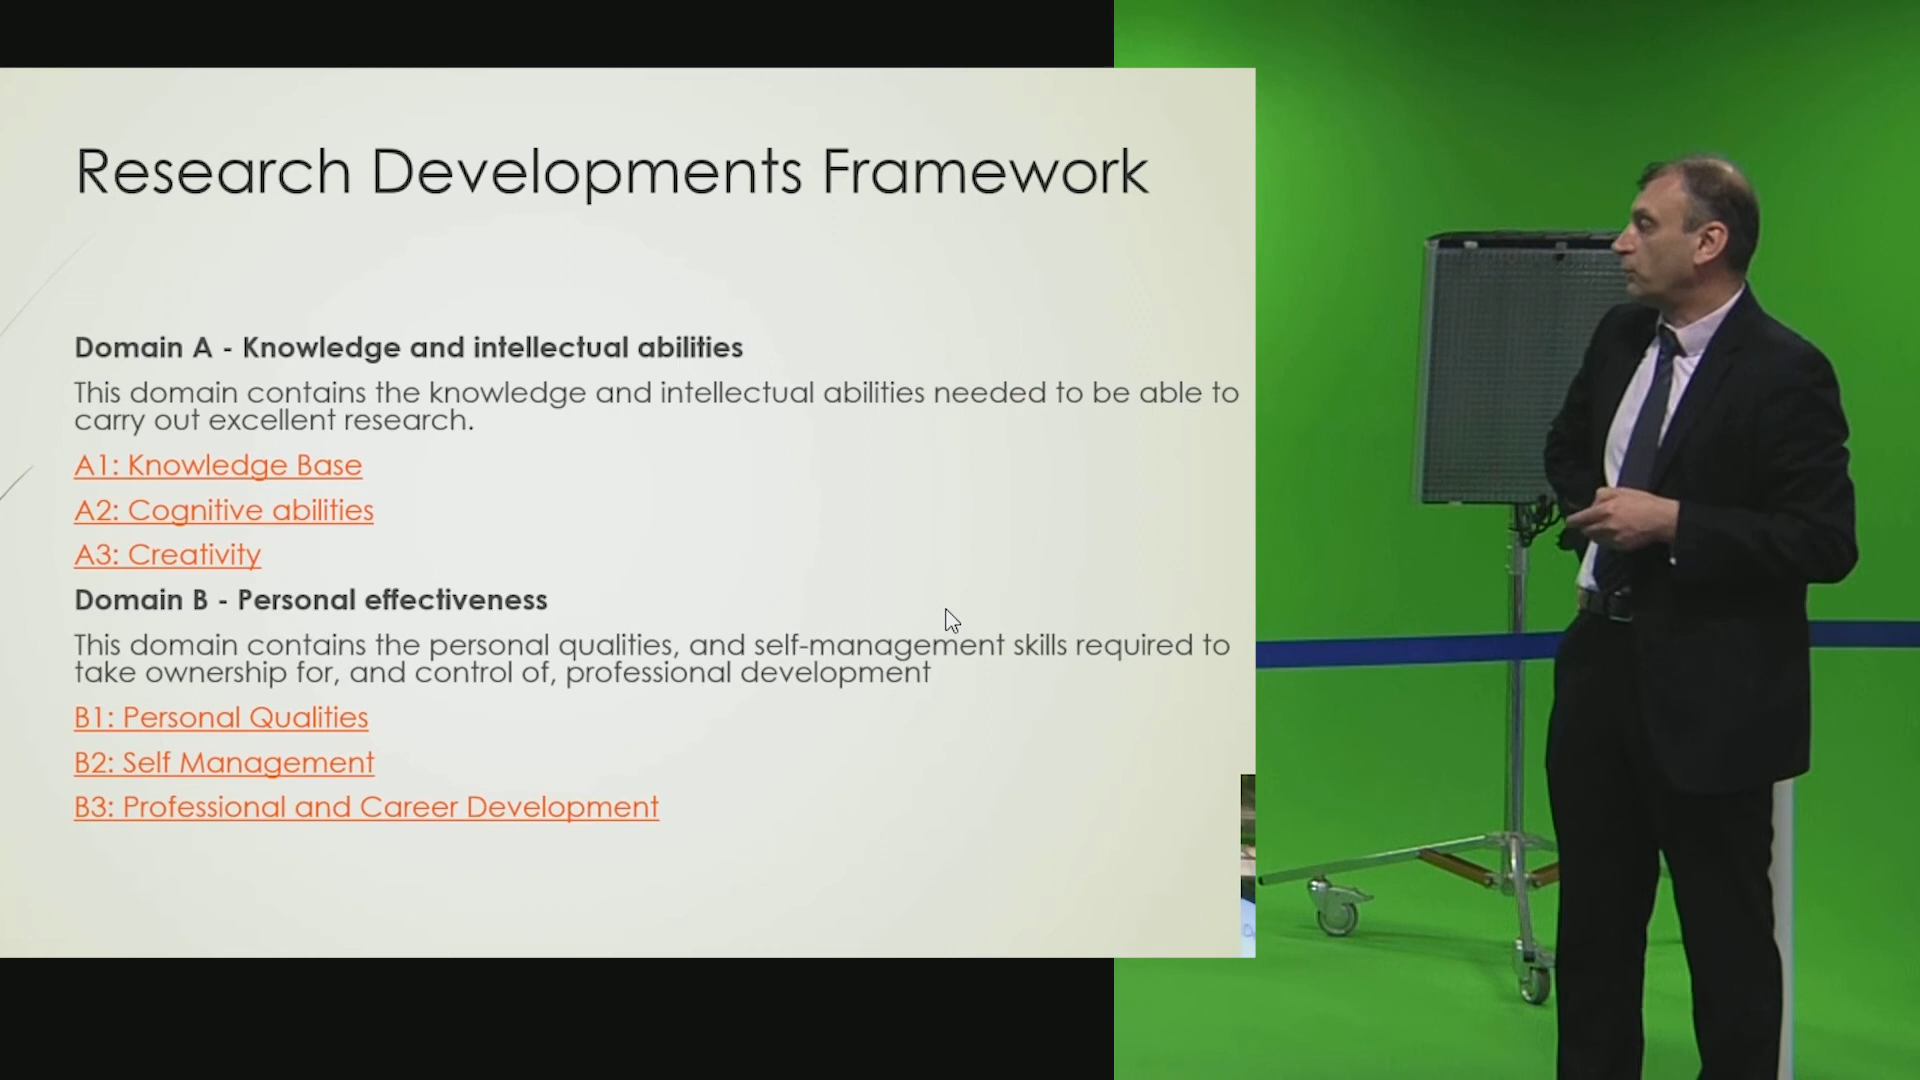 Research Developments Framework
Domain A - Knowledge and intellectual abilities
This domain contains the knowledge and intellectual abilities needed to be able to
carry out excellent research.
A1: Knowledge Base
A2: Cognitive abilities
A3: Creativity
Domain B - Personal effectiveness
This domain contains the personal qualities, and self-management skills required to
take ownership for, and control of, professional development
B1: Personal Qualities
B2: Self Management
B3: Professional and Career Development